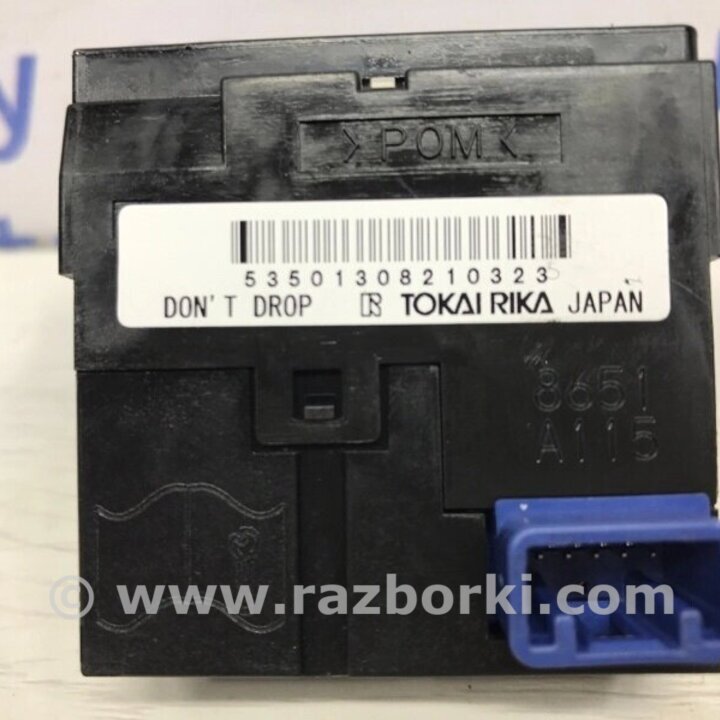 >POM<
53501308210323
DON'T DROP TOKAI RIKA JAPAN
8651
A115
© www.razborki.com